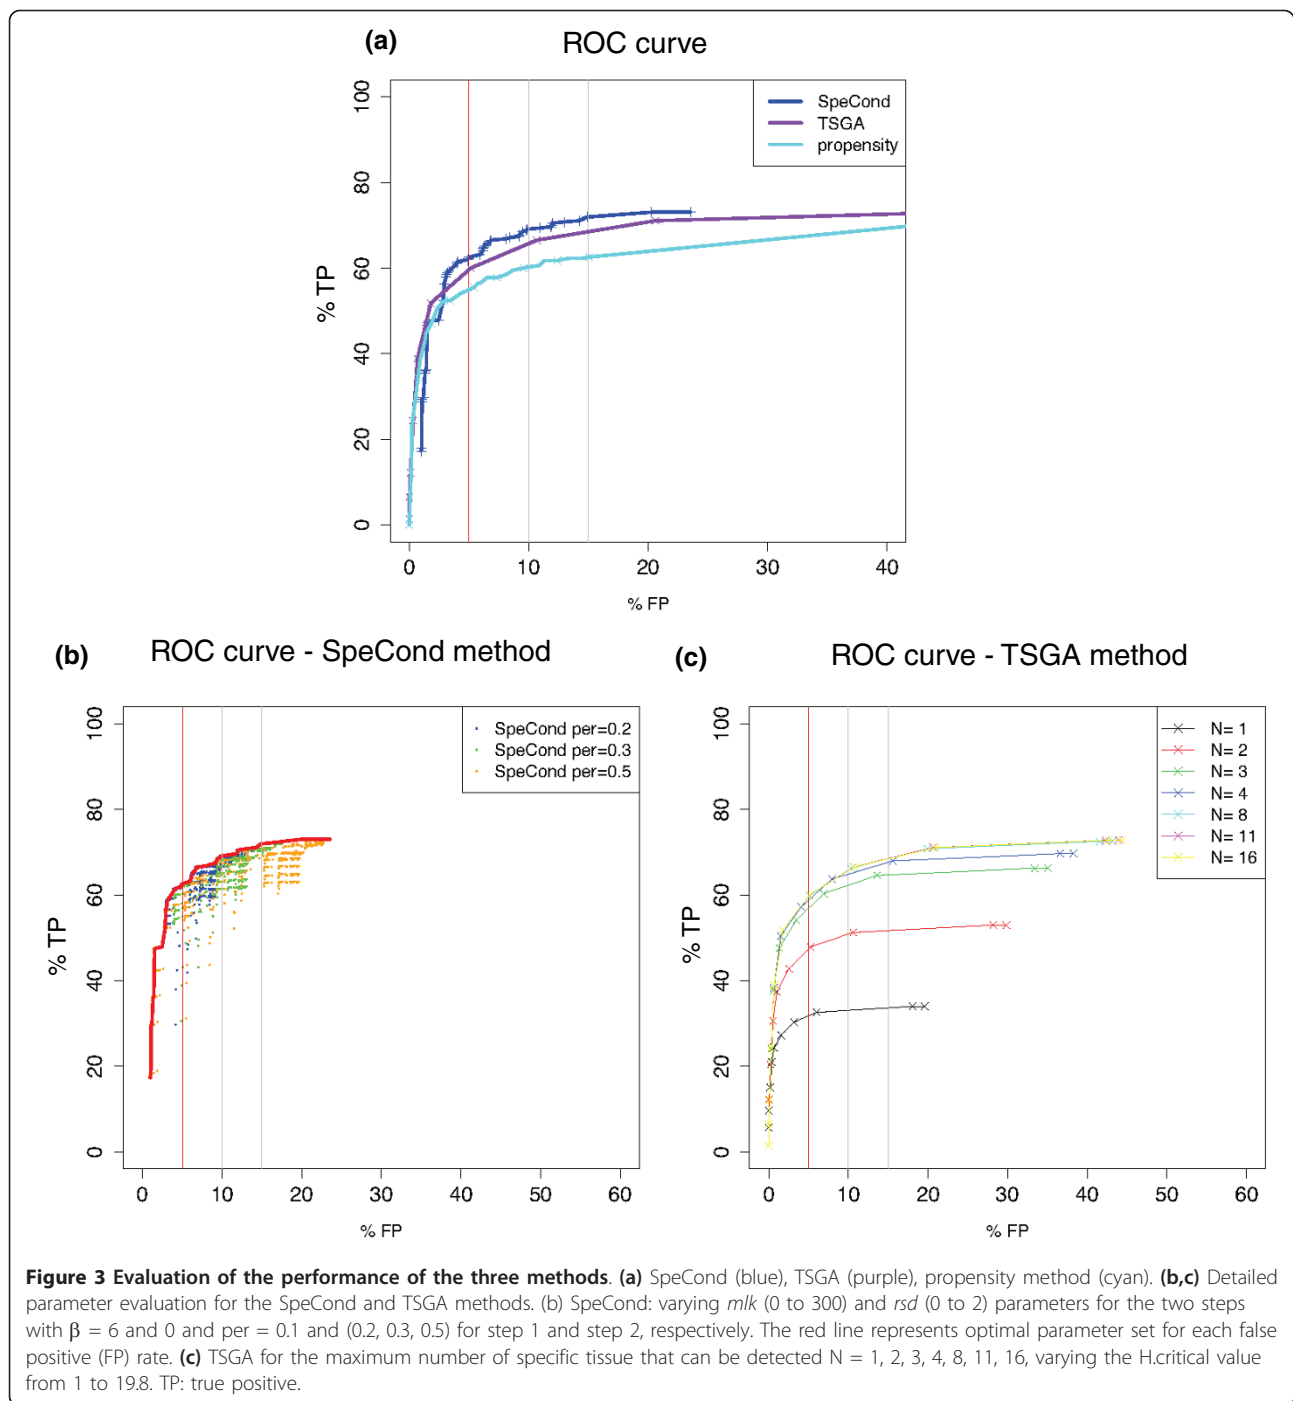 (a) ROC curve
SpeCond
TSGA
propensity
% TP
100
80
60
40
20
0
0 10 20 30 40
% FP
(b) ROC curve - SpeCond method
SpeCond per=0.2
SpeCond per=0.3
SpeCond per=0.5
% TP
100
80
60
40
20
0
0 10 20 30 40 50 60
% FP
(c) ROC curve - TSGA method
N= 1
N= 2
N= 3
N= 4
N= 8
N= 11
N= 16
% TP
100
80
60
40
20
0
0 10 20 30 40 50 60
% FP
Figure 3 Evaluation of the performance of the three methods. (a) SpeCond (blue), TSGA (purple), propensity method (cyan). (b,c) Detailed
parameter evaluation for the SpeCond and TSGA methods. (b) SpeCond: varying mlk (0 to 300) and rsd (0 to 2) parameters for the two steps
with β = 6 and 0 and per = 0.1 and (0.2, 0.3, 0.5) for step 1 and step 2, respectively. The red line represents optimal parameter set for each false
positive (FP) rate. (c) TSGA for the maximum number of specific tissue that can be detected N = 1, 2, 3, 4, 8, 11, 16, varying the H.critical value
from 1 to 19.8. TP: true positive.